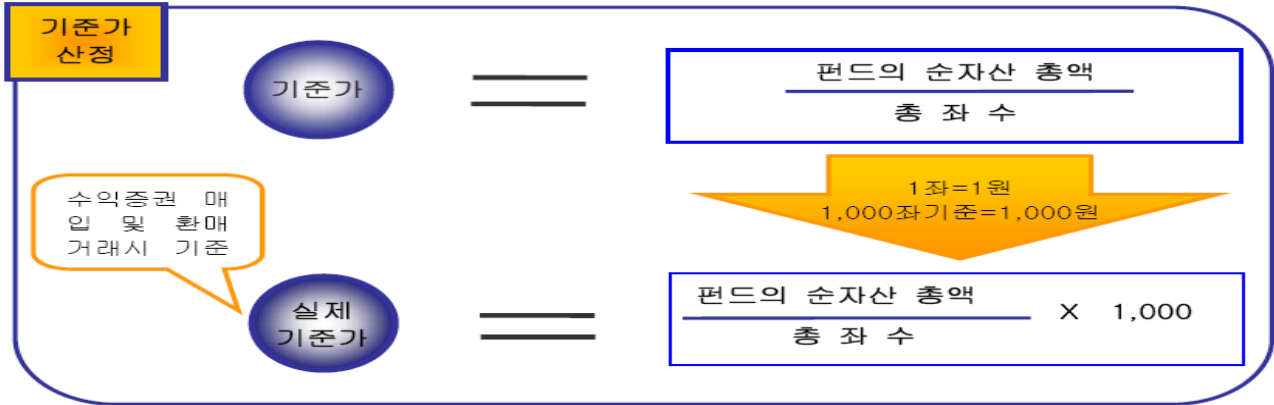 기준가
산정
기준가
펀드의 순자산 총액
총 좌 수
1좌=1원
1,000좌기준=1,000원
수익증권 매
입 및 환매
거래시 기준
실제
기준가
펀드의 순자산 총액
총 좌 수
X 1,000